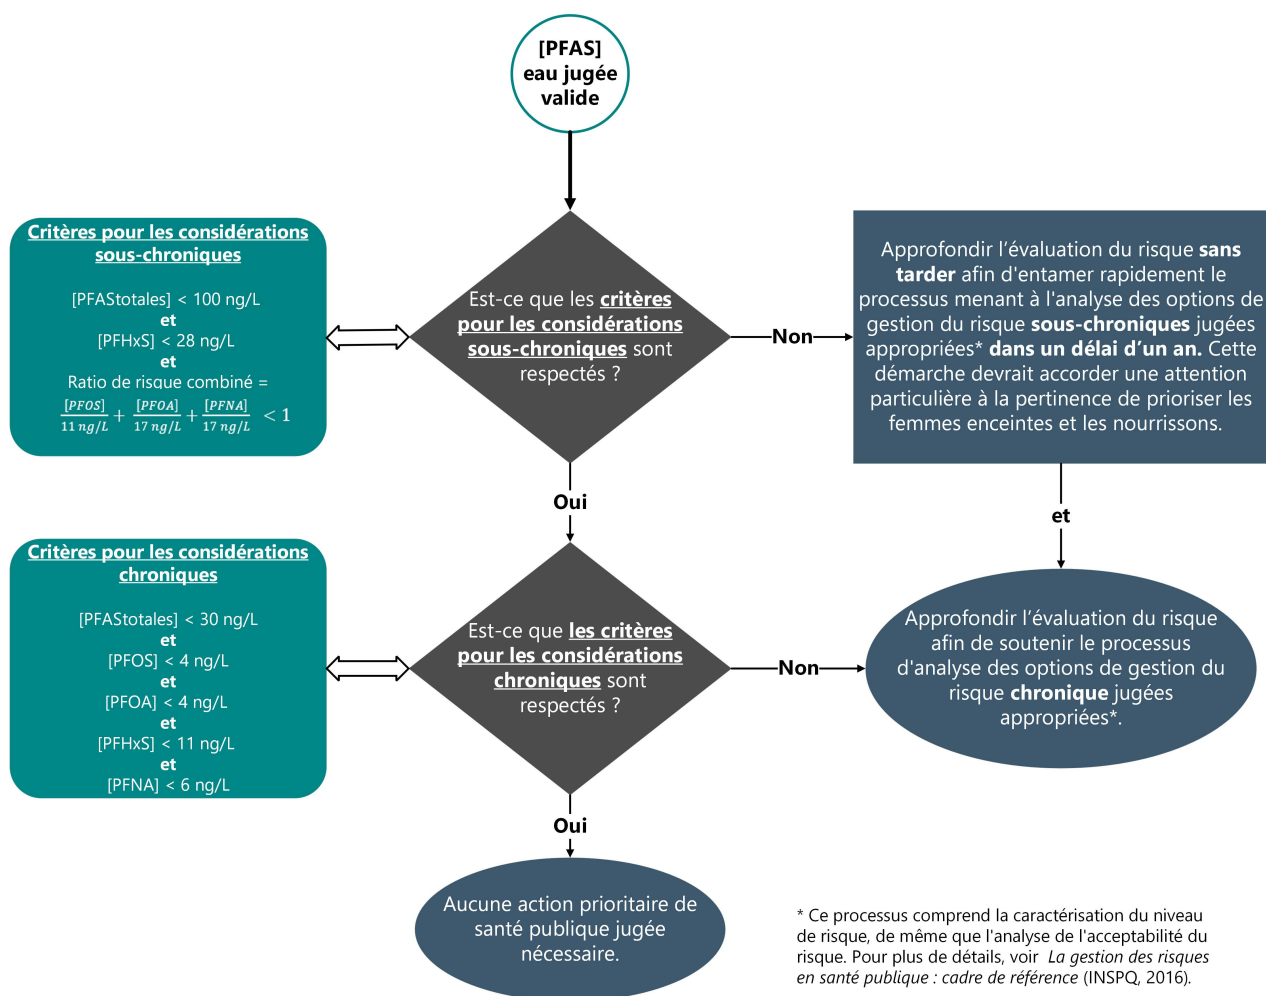 [PFAS]
eau jugée
valide
Critères pour les considérations
sous-chroniques
[PFAStotales] < 100 ng/L
et
[PFHxS] < 28 ng/L
et
Ratio de risque combiné =
[PFOS]/11 ng/L + [PFOA]/17 ng/L + [PFNA]/17 ng/L < 1
Est-ce que les critères
pour les considérations
sous-chroniques sont
respectés ?
Non
Approfondir l’évaluation du risque sans
tarder afin d'entamer rapidement le
processus menant à l'analyse des options de
gestion du risque sous-chroniques jugées
appropriées* dans un délai d’un an. Cette
démarche devrait accorder une attention
particulière à la pertinence de prioriser les
femmes enceintes et les nourrissons.
Oui
et
Critères pour les considérations
chroniques
[PFAStotales] < 30 ng/L
et
[PFOS] < 4 ng/L
et
[PFOA] < 4 ng/L
et
[PFHxS] < 11 ng/L
et
[PFNA] < 6 ng/L
Est-ce que les critères
pour les considérations
chroniques sont
respectés ?
Non
Approfondir l’évaluation du risque
afin de soutenir le processus
d'analyse des options de gestion du
risque chronique jugées
appropriées*.
Oui
Aucune action prioritaire de
santé publique jugée
nécessaire.
* Ce processus comprend la caractérisation du niveau
de risque, de même que l'analyse de l'acceptabilité du
risque. Pour plus de détails, voir La gestion des risques
en santé publique : cadre de référence (INSPQ, 2016).